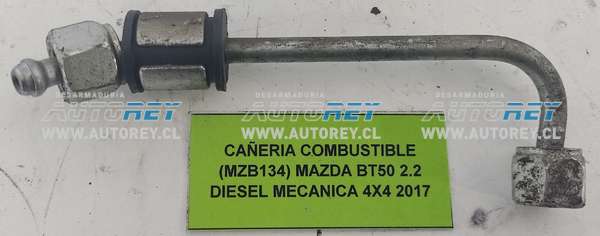 DESARMADURIA DESARMADURIA DESARMADURIA
AUTOREY AUTOREY AUTOREY
WWW.AUTOREY.CL WWW.AUTOREY.CL WWW.AUTOREY.CL
CAÑERIA COMBUSTIBLE
(MZB134) MAZDA BT50 2.2
DIESEL MECANICA 4X4 2017